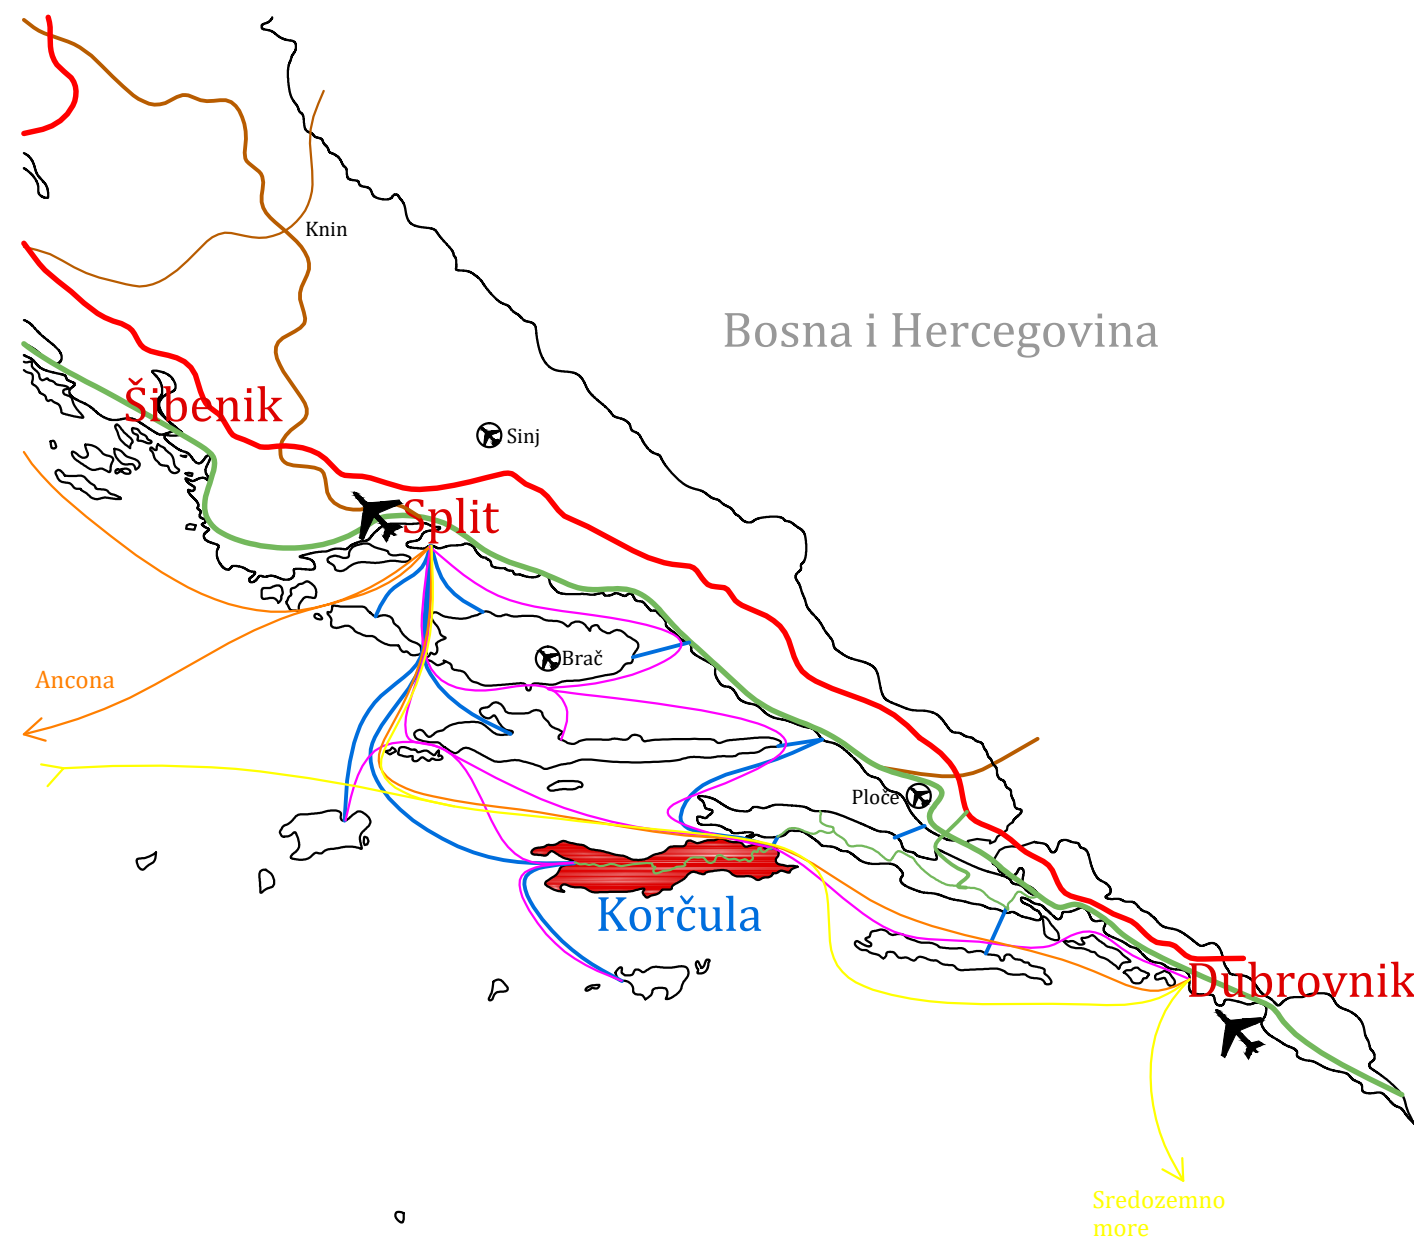 Knin
Bosna i Hercegovina
Šibenik
Sinj
Split
Brač
Ancona
Ploče
Korčula
Dubrovnik
Sredozemno
more